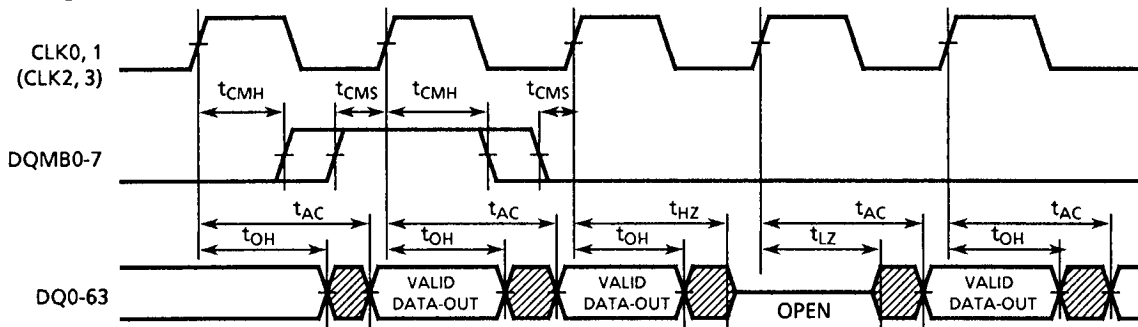 CLK0, 1
(CLK2, 3)
tCMH tCMS tCMH tCMS
DQMB0-7
tAC tAC tHZ tAC tAC
tOH tOH tOH tLZ tOH
DQ0-63
VALID DATA-OUT
VALID DATA-OUT
OPEN
VALID DATA-OUT